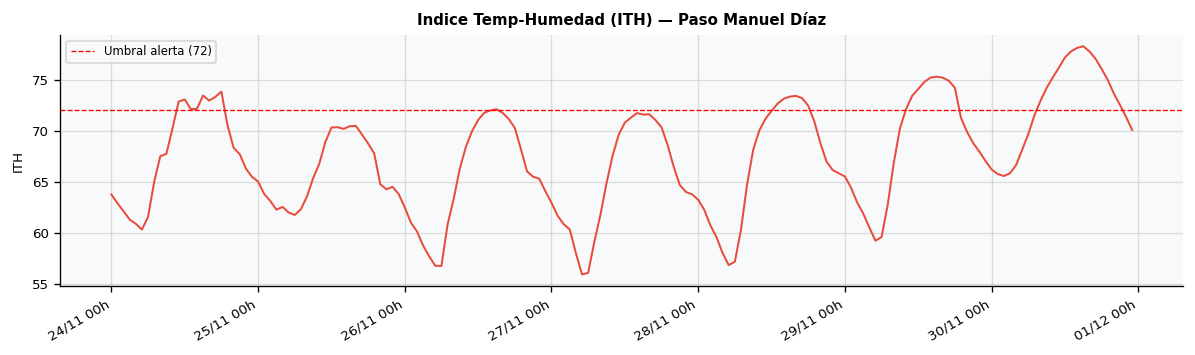 Indice Temp-Humedad (ITH) — Paso Manuel Díaz
Umbral alerta (72)
ITH
75
70
65
60
55
24/11 00h
25/11 00h
26/11 00h
27/11 00h
28/11 00h
29/11 00h
30/11 00h
01/12 00h